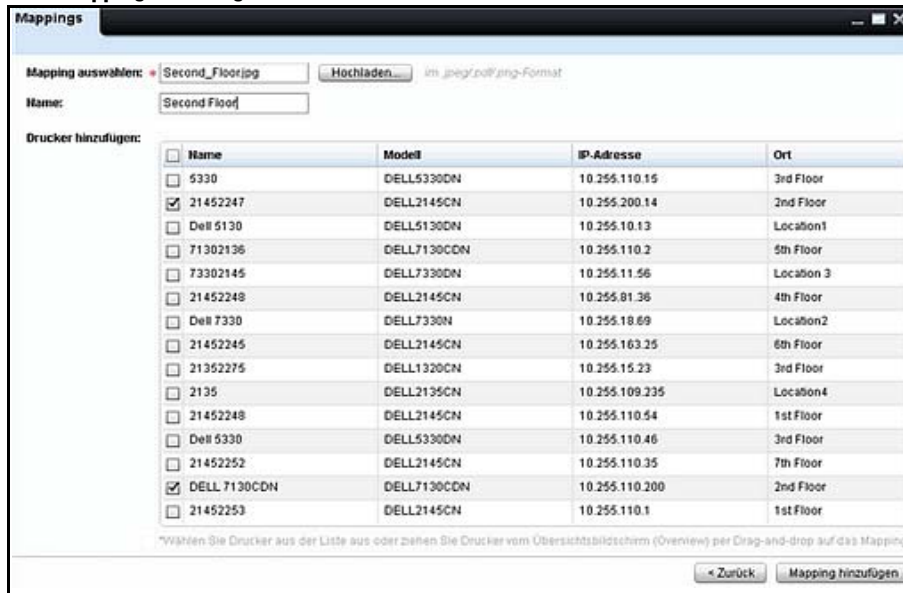 Mappings
Mapping auswählen: * Second_Floor.jpg Hochladen... im .jpeg/.pdf/.png-Format
Name: Second Floor
Drucker hinzufügen:
Name Modell IP-Adresse Ort
5330 DELL5330DN 10.255.110.15 3rd Floor
21452247 DELL2145CN 10.255.200.14 2nd Floor
Dell 5130 DELL5130DN 10.255.10.13 Location1
71302136 DELL7130CDN 10.255.110.2 5th Floor
73302145 DELL7330DN 10.255.11.56 Location 3
21452248 DELL2145CN 10.255.81.36 4th Floor
Dell 7330 DELL7330N 10.255.18.69 Location2
21452245 DELL2145CN 10.255.163.25 6th Floor
21352275 DELL1320CN 10.255.15.23 3rd Floor
2135 DELL2135CN 10.255.109.235 Location4
21452248 DELL2145CN 10.255.110.54 1st Floor
Dell 5330 DELL5330DN 10.255.110.46 3rd Floor
21452252 DELL2145CN 10.255.110.35 7th Floor
DELL 7130CDN DELL7130CDN 10.255.110.200 2nd Floor
21452253 DELL2145CN 10.255.110.1 1st Floor
*Wählen Sie Drucker aus der Liste aus oder ziehen Sie Drucker vom Übersichtsbildschirm (Overview) per Drag-and-drop auf das Mapping
< Zurück Mapping hinzufügen